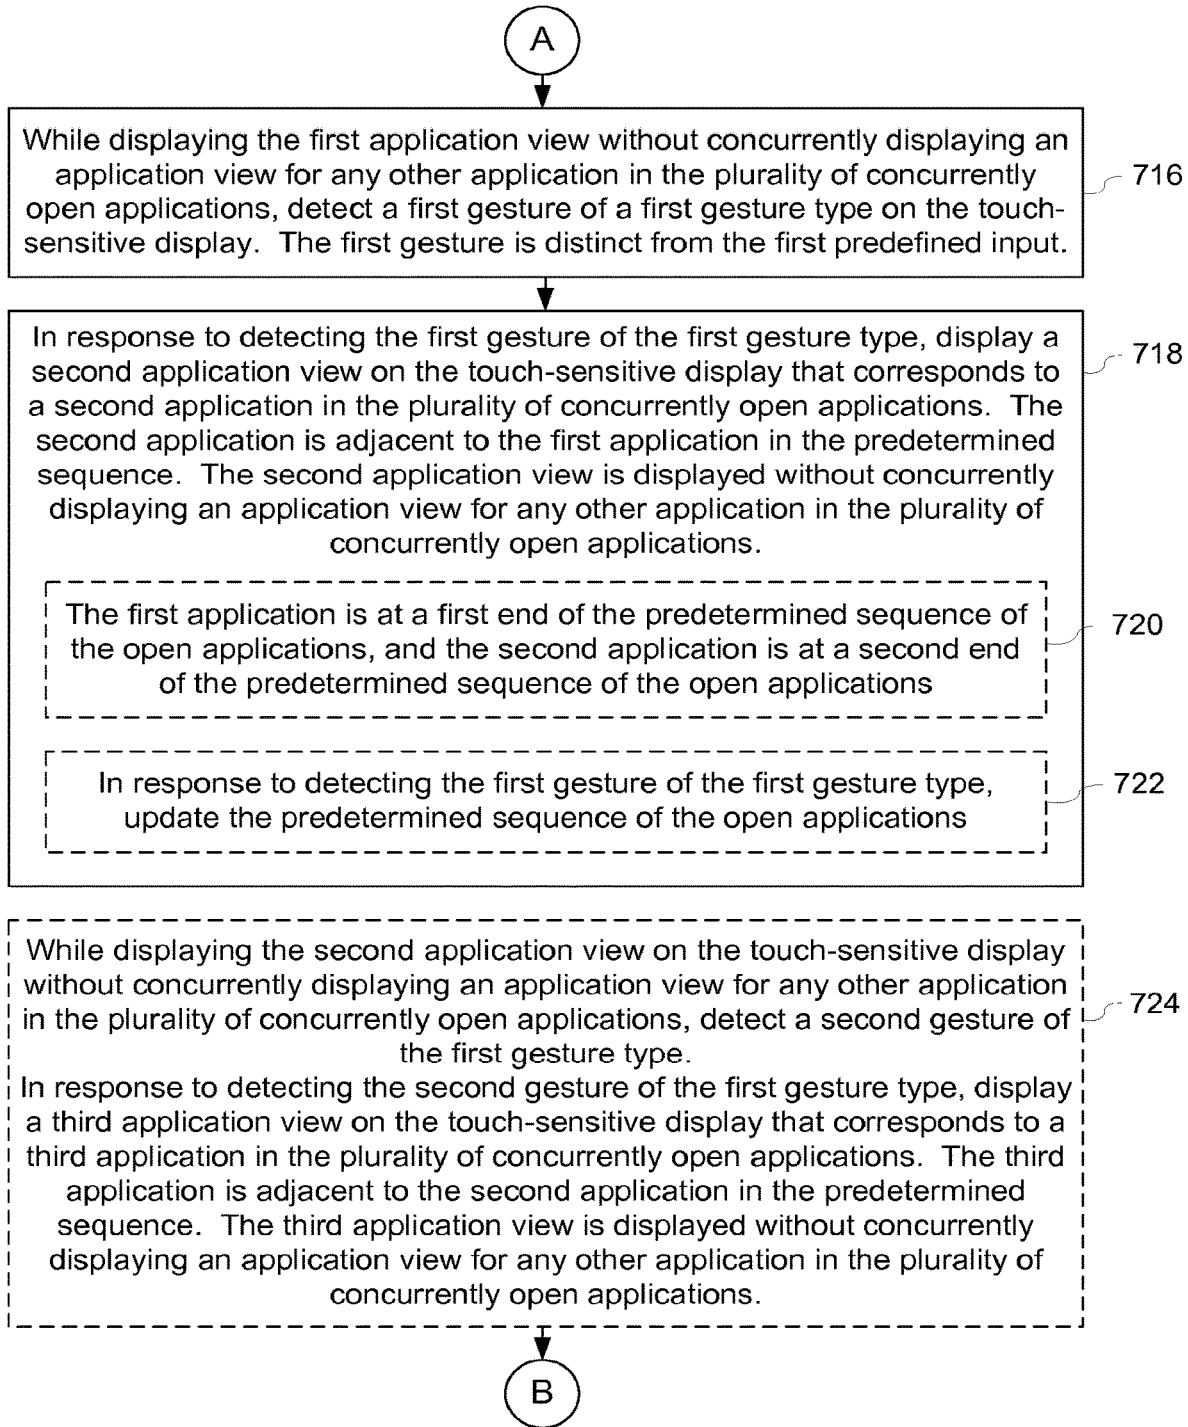 A
While displaying the first application view without concurrently displaying an
application view for any other application in the plurality of concurrently
open applications, detect a first gesture of a first gesture type on the touch-
sensitive display.  The first gesture is distinct from the first predefined input.
716
In response to detecting the first gesture of the first gesture type, display a
second application view on the touch-sensitive display that corresponds to
a second application in the plurality of concurrently open applications.  The
second application is adjacent to the first application in the predetermined
sequence.  The second application view is displayed without concurrently
displaying an application view for any other application in the plurality of
concurrently open applications.
718
The first application is at a first end of the predetermined sequence of
the open applications, and the second application is at a second end
of the predetermined sequence of the open applications
720
In response to detecting the first gesture of the first gesture type,
update the predetermined sequence of the open applications
722
While displaying the second application view on the touch-sensitive display
without concurrently displaying an application view for any other application
in the plurality of concurrently open applications, detect a second gesture of
the first gesture type.
In response to detecting the second gesture of the first gesture type, display
a third application view on the touch-sensitive display that corresponds to a
third application in the plurality of concurrently open applications.  The third
application is adjacent to the second application in the predetermined
sequence.  The third application view is displayed without concurrently
displaying an application view for any other application in the plurality of
concurrently open applications.
724
B